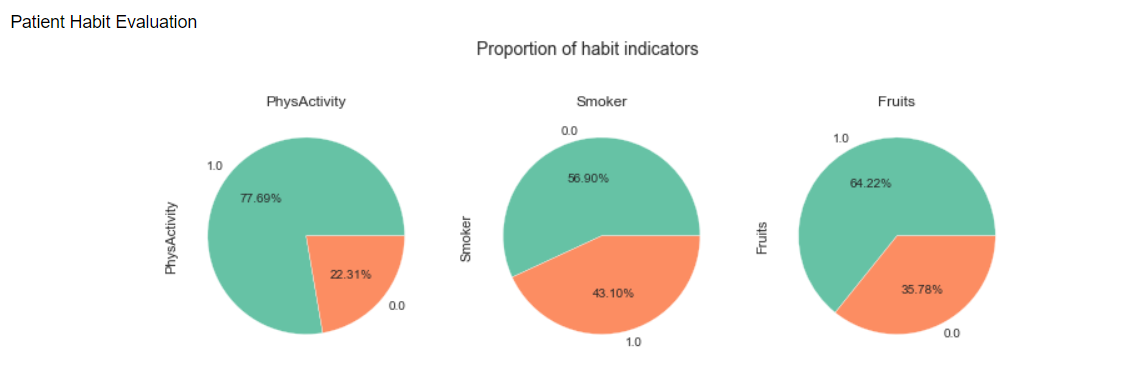 Patient Habit Evaluation
Proportion of habit indicators
PhysActivity
1.0
77.69%
PhysActivity
22.31%
0.0
Smoker
0.0
56.90%
Smoker
43.10%
1.0
Fruits
1.0
64.22%
Fruits
35.78%
0.0